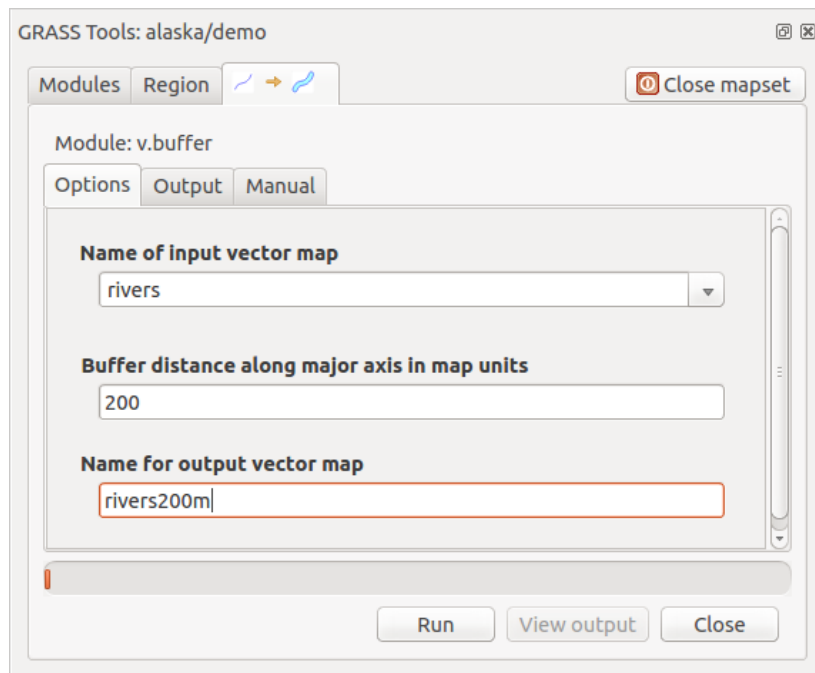 GRASS Tools: alaska/demo
Modules Region Close mapset
Module: v.buffer
Options Output Manual
Name of input vector map
rivers
Buffer distance along major axis in map units
200
Name for output vector map
rivers200m
Run View output Close